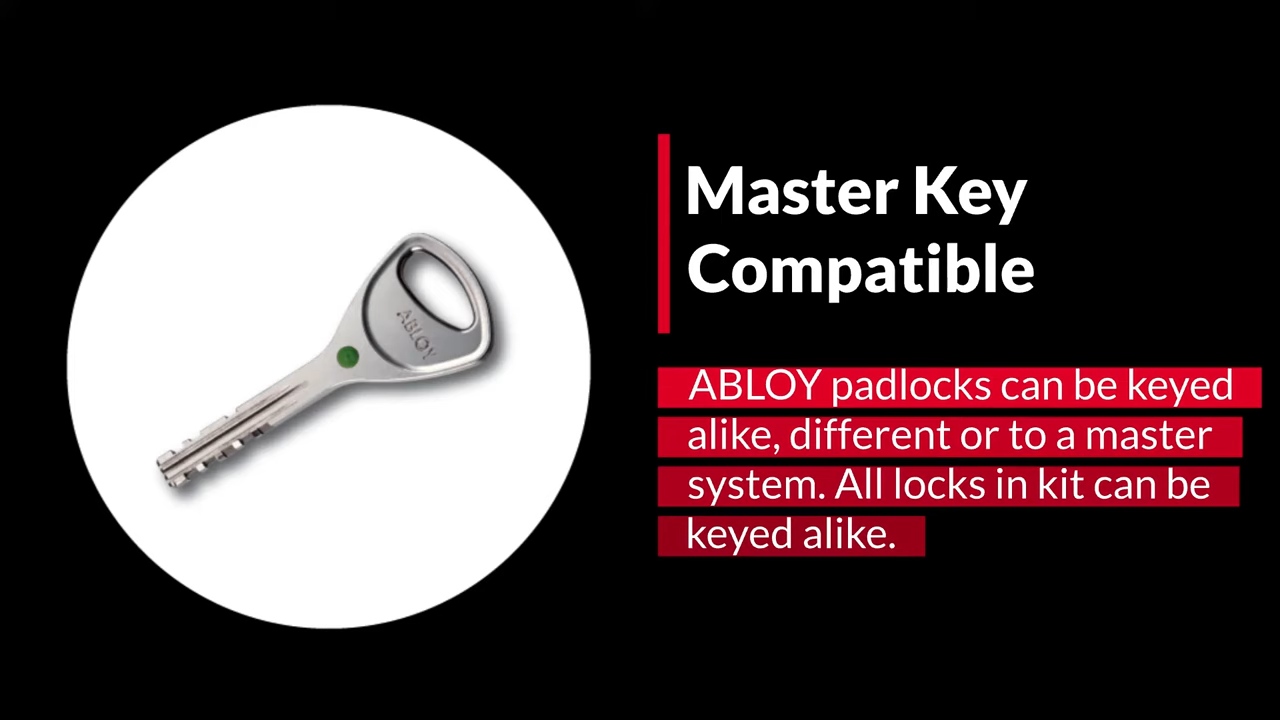 ABLOY
Master Key
Compatible
ABLOY padlocks can be keyed
alike, different or to a master
system. All locks in kit can be
keyed alike.